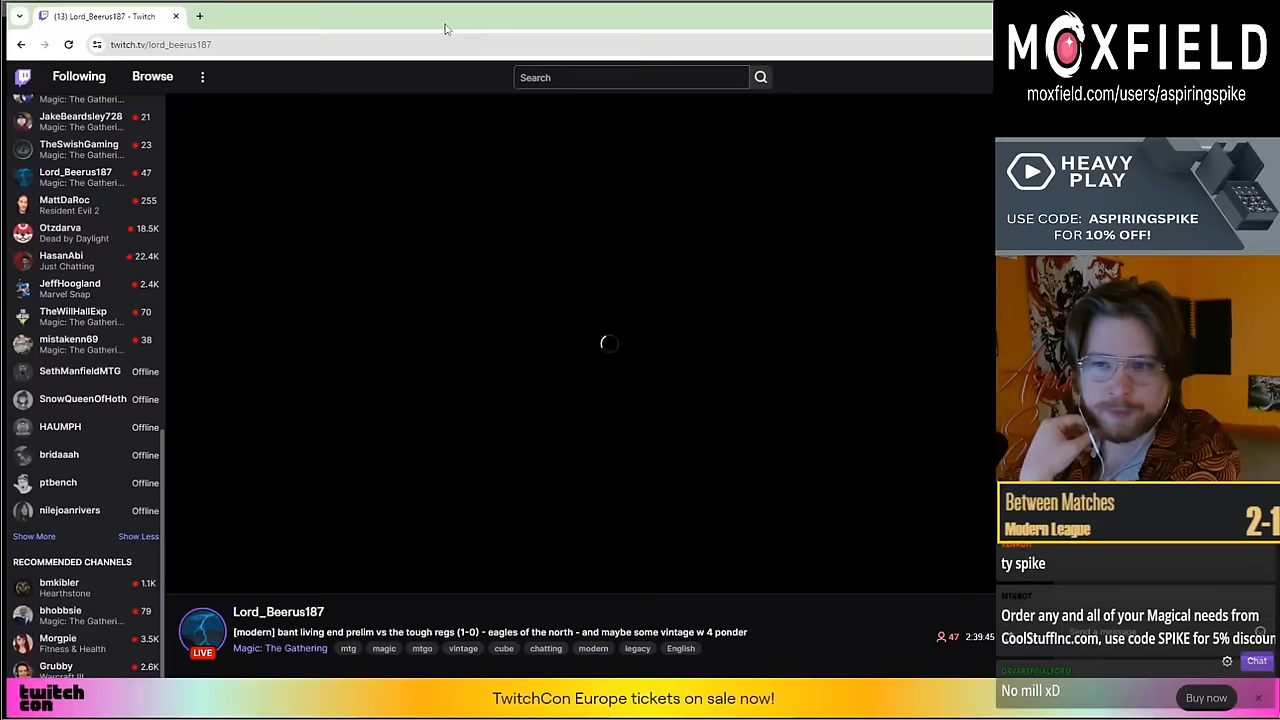 (13) Lord_Beerus187 - Twitch
twitch.tv/lord_beerus187
Following
Browse
Search
Magic: The Gatheri...
JakeBeardsley728
21
Magic: The Gatheri...
TheSwishGaming
23
Magic: The Gatheri...
Lord_Beerus187
47
Magic: The Gatheri...
MattDaRoc
255
Resident Evil 2
Otzdarva
18.5K
Dead by Daylight
HasanAbi
22.4K
Just Chatting
JeffHoogland
2.4K
Marvel Snap
TheWillHallExp
70
Magic: The Gatheri...
mistakenn69
38
Magic: The Gatheri...
SethManfieldMTG
Offline
SnowQueenOfHoth
Offline
HAUMPH
Offline
bridaaah
Offline
ptbench
Offline
nilejoanrivers
Offline
Show More
Show Less
RECOMMENDED CHANNELS
bmkibler
1.1K
Hearthstone
bhobbsie
79
Magic: The Gatheri...
Morgpie
3.5K
Fitness & Health
Grubby
2.6K
Warcraft III
Lord_Beerus187
[modern] bant living end prelim vs the tough regs (1-0) - eagles of the north - and maybe some vintage w 4 ponder
Magic: The Gathering
mtg
magic
mtgo
vintage
cube
chatting
modern
legacy
English
LIVE
47
2:39:45
twitch
con
TwitchCon Europe tickets on sale now!
Buy now
MOXFIELD
moxfield.com/users/aspiringspike
HEAVY
PLAY
USE CODE: ASPIRINGSPIKE
FOR 10% OFF!
Between Matches
Modern League
2-1
ty spike
MTGBOT
Order any and all of your Magical needs from
CoolStuffInc.com, use code SPIKE for 5% discoun
Send a message
Chat
ORVARSPINALFORM
No mill xD